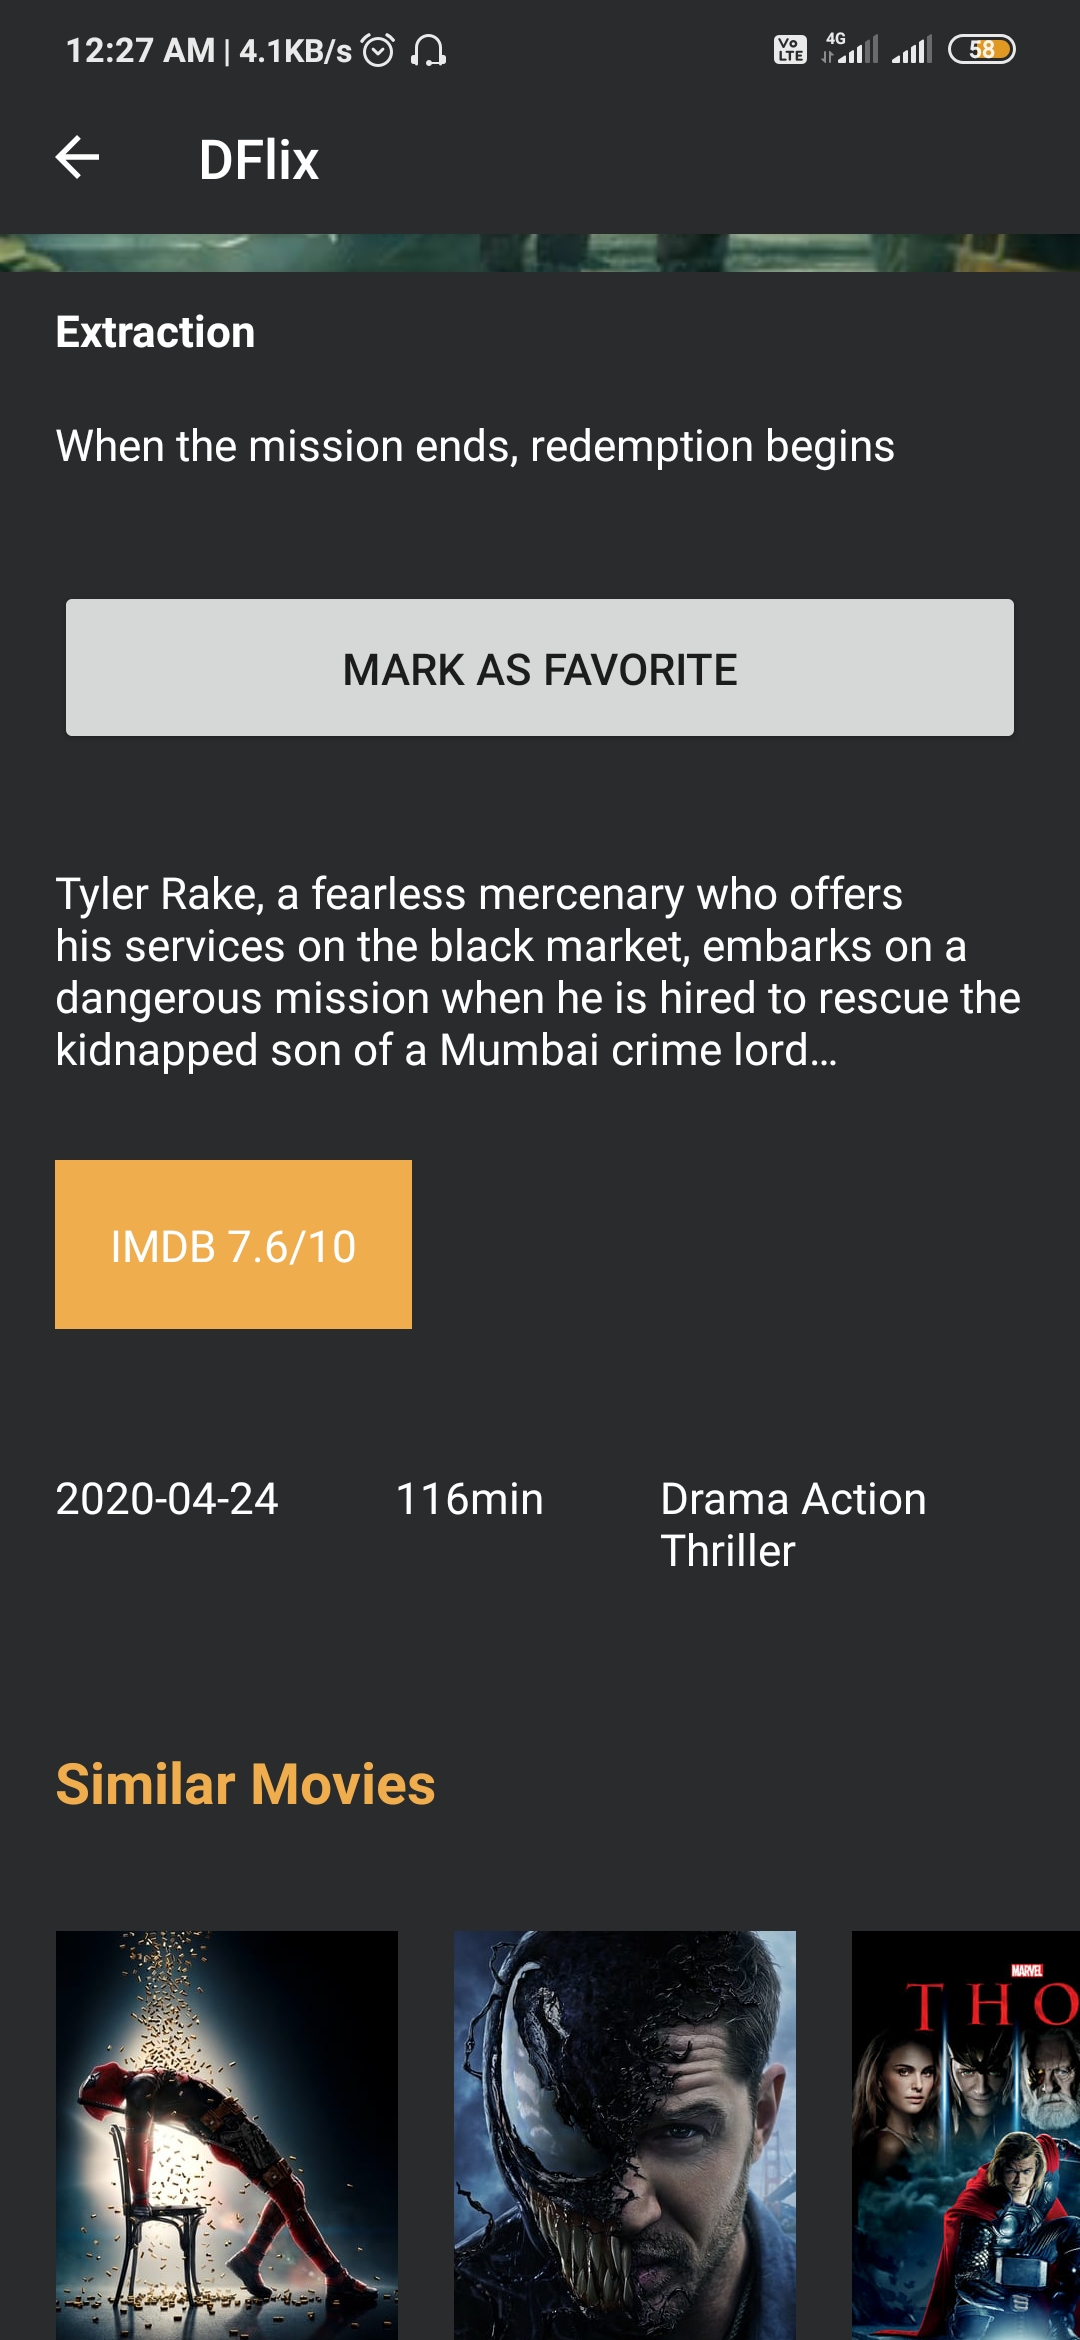 12:27 AM | 4.1KB/s Vo LTE 4G 58
DFlix
Extraction
When the mission ends, redemption begins
MARK AS FAVORITE
Tyler Rake, a fearless mercenary who offers
his services on the black market, embarks on a
dangerous mission when he is hired to rescue the
kidnapped son of a Mumbai crime lord…
IMDB 7.6/10
2020-04-24 116min Drama Action
Thriller
Similar Movies
MARVEL
THO